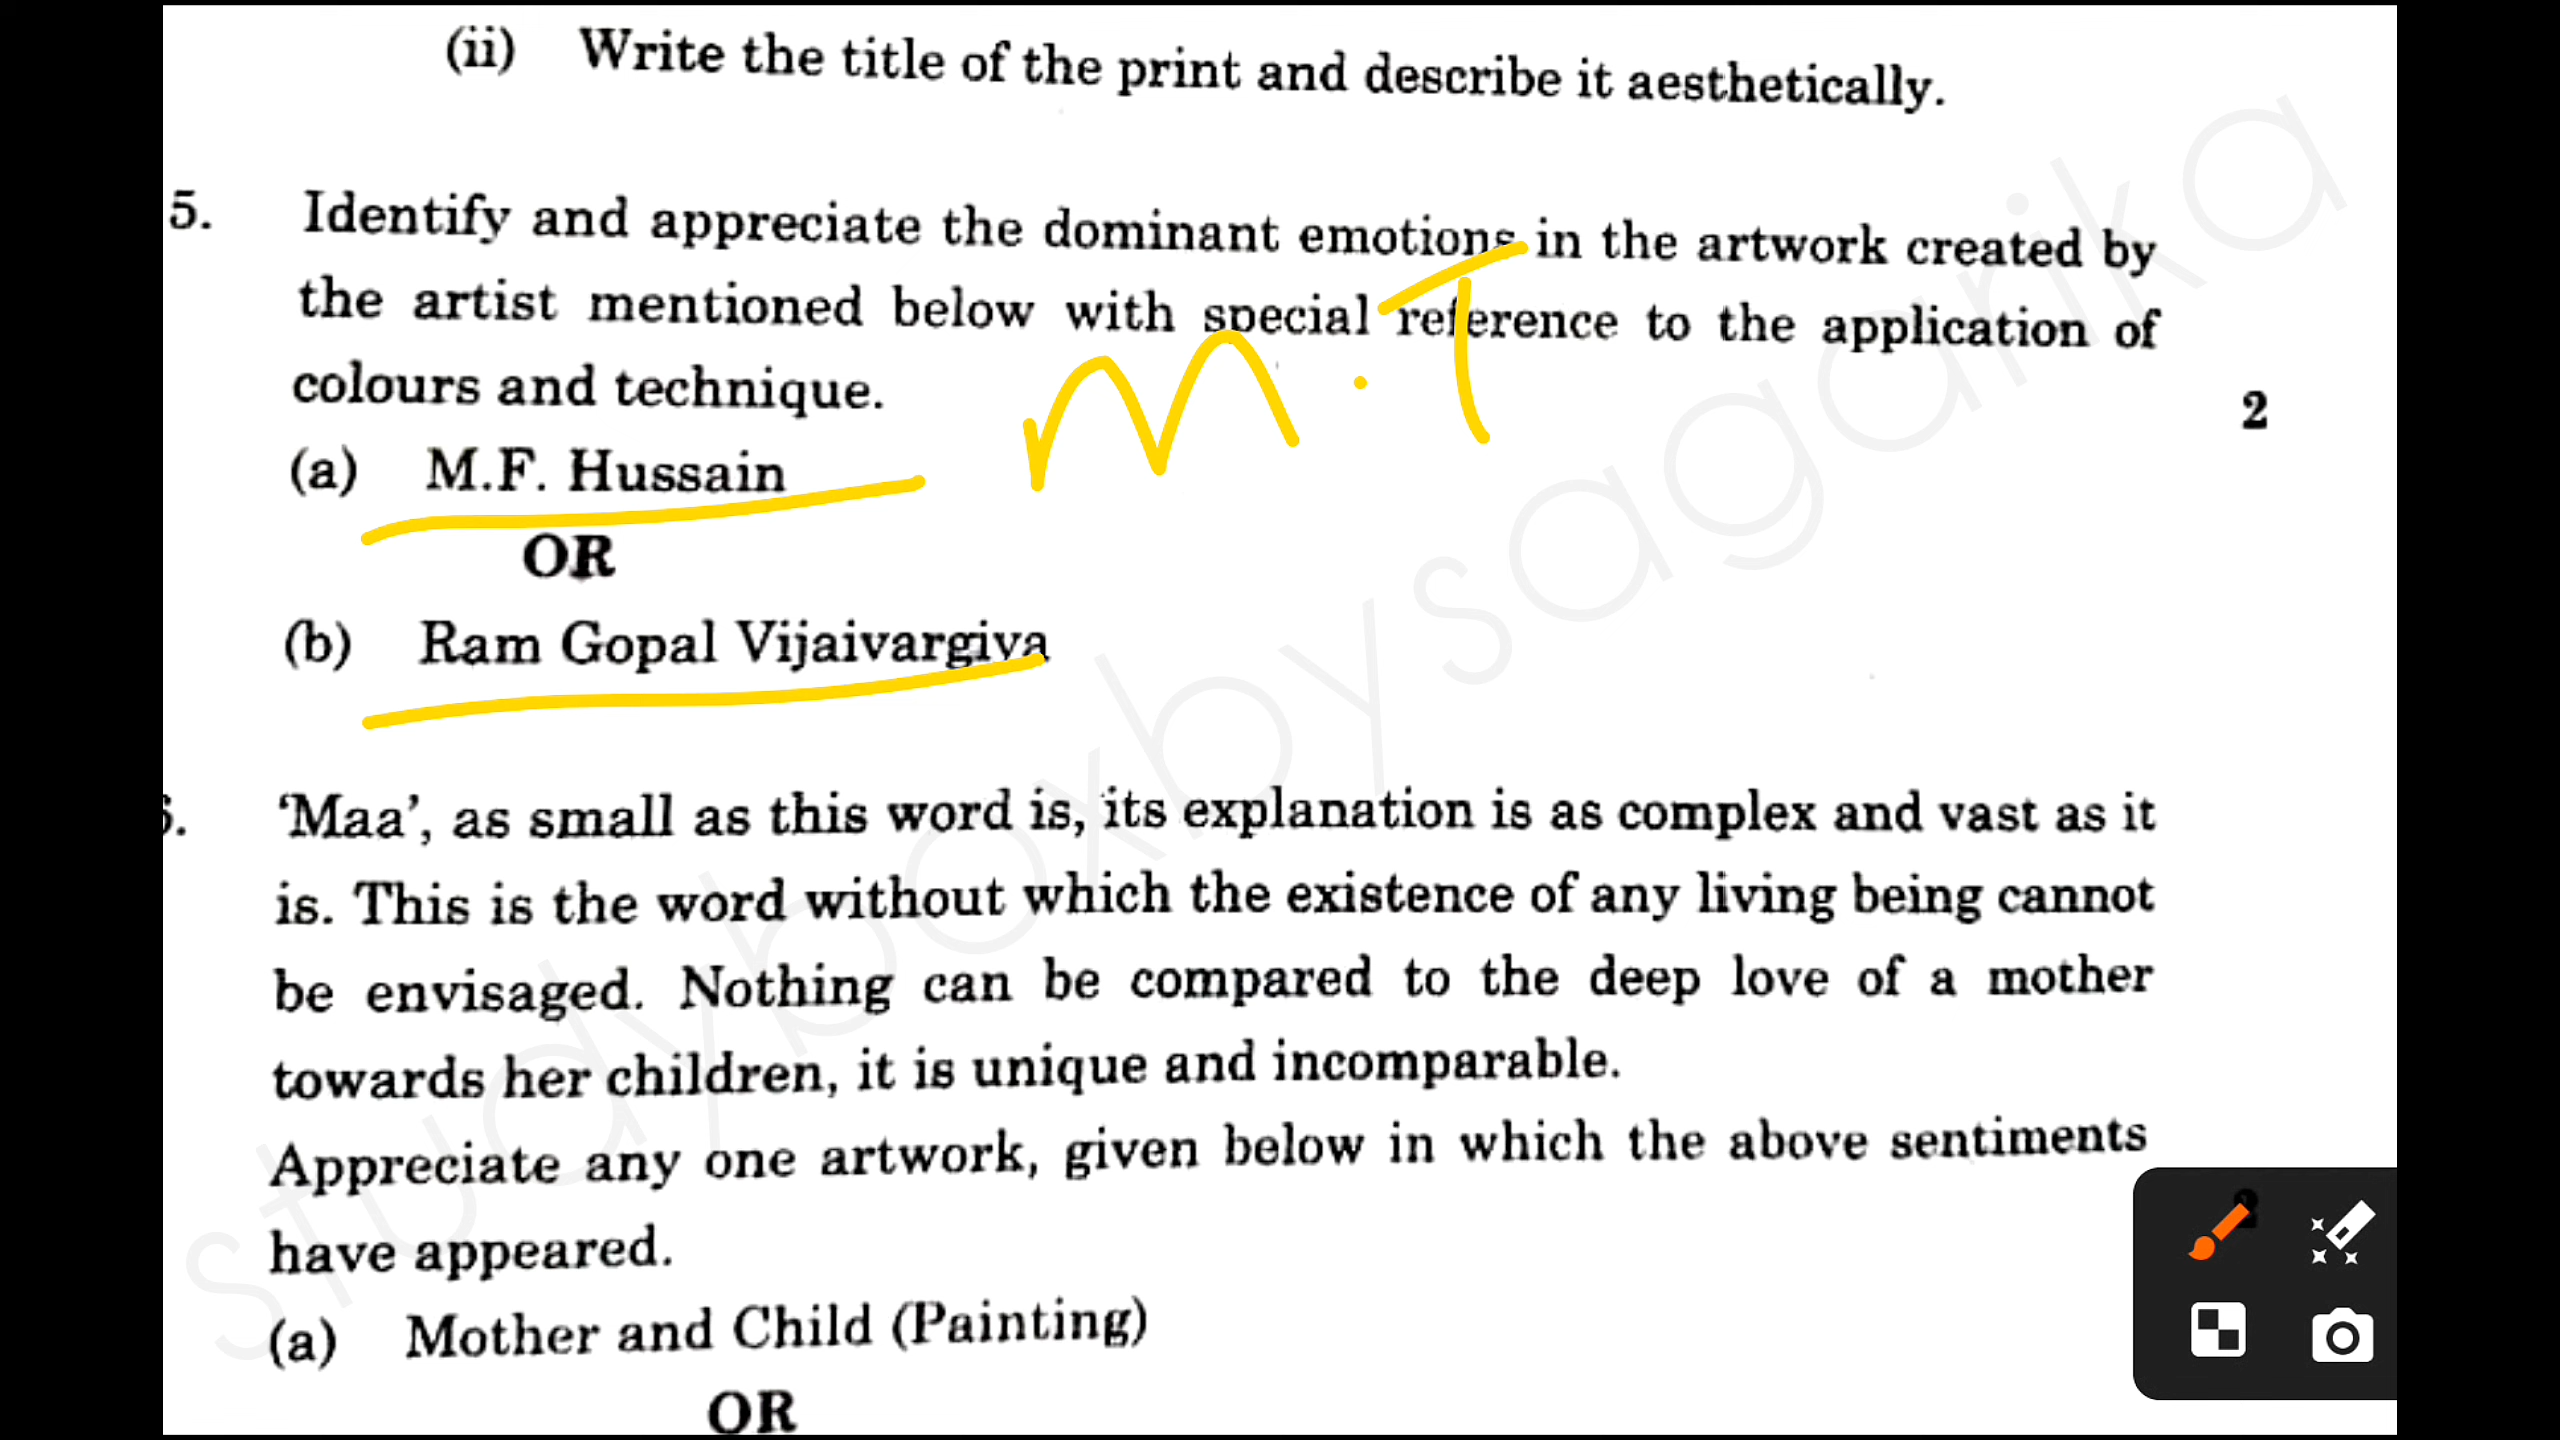 (ii) Write the title of the print and describe it aesthetically.
5. Identify and appreciate the dominant emotions in the artwork created by
the artist mentioned below with special reference to the application of
colours and technique. 2
M.T
(a) M.F. Hussain
OR
(b) Ram Gopal Vijaivargiya
6. 'Maa', as small as this word is, its explanation is as complex and vast as it
is. This is the word without which the existence of any living being cannot
be envisaged. Nothing can be compared to the deep love of a mother
towards her children, it is unique and incomparable.
Appreciate any one artwork, given below in which the above sentiments
have appeared. 2
(a) Mother and Child (Painting)
OR
studyboxbysagarika